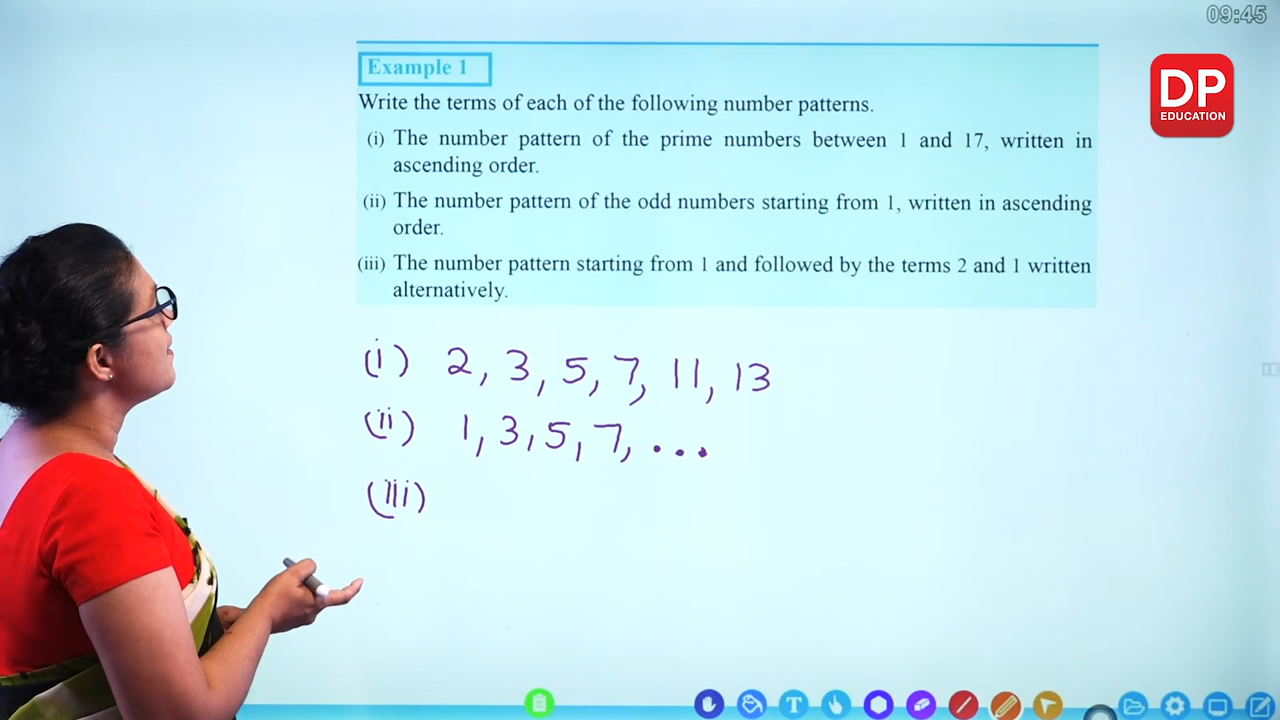 09:45
DP
EDUCATION
Example 1
Write the terms of each of the following number patterns.
(i) The number pattern of the prime numbers between 1 and 17, written in
ascending order.
(ii) The number pattern of the odd numbers starting from 1, written in ascending
order.
(iii) The number pattern starting from 1 and followed by the terms 2 and 1 written
alternatively.
(i) 2, 3, 5, 7, 11, 13
(ii) 1, 3, 5, 7, ...
(iii)
T